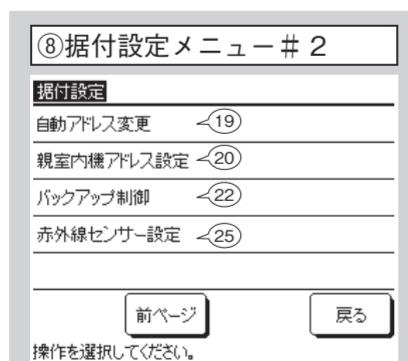 ⑧据付設定メニュー＃２
据付設定
自動アドレス変更 ⑲
親室内機アドレス設定 ⑳
バックアップ制御 ㉒
赤外線センサー設定 ㉕
前ページ 戻る
操作を選択してください。